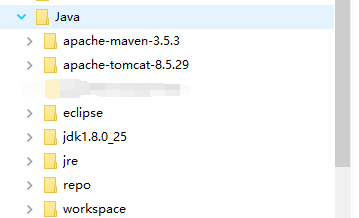 Java
apache-maven-3.5.3
apache-tomcat-8.5.29
eclipse
jdk1.8.0_25
jre
repo
workspace